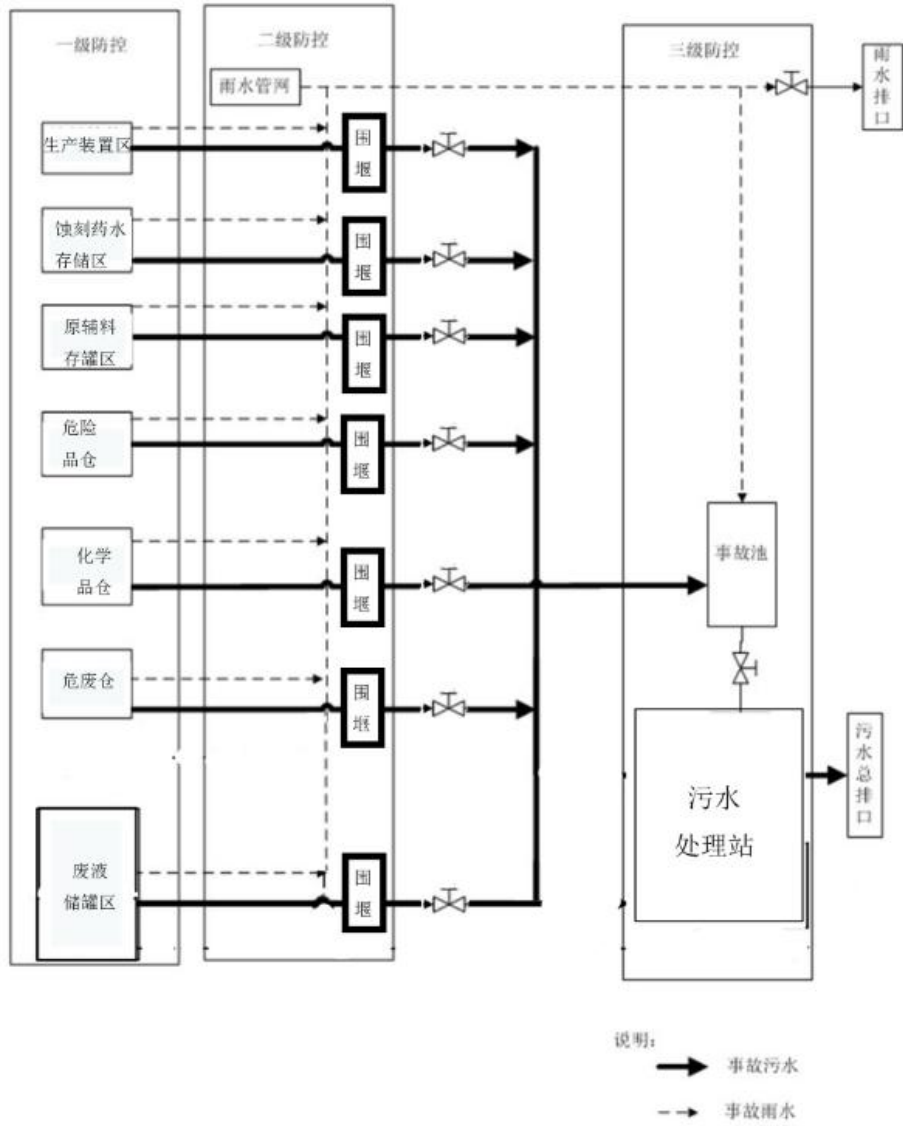 一级防控
二级防控
三级防控
雨水管网
雨水排口
生产装置区
围堰
蚀刻药水
存储区
围堰
原辅料
存罐区
围堰
危险
品仓
围堰
化学
品仓
围堰
事故池
危废仓
围堰
污水
处理站
污水总排口
废液
储罐区
围堰
说明：
事故污水
事故雨水